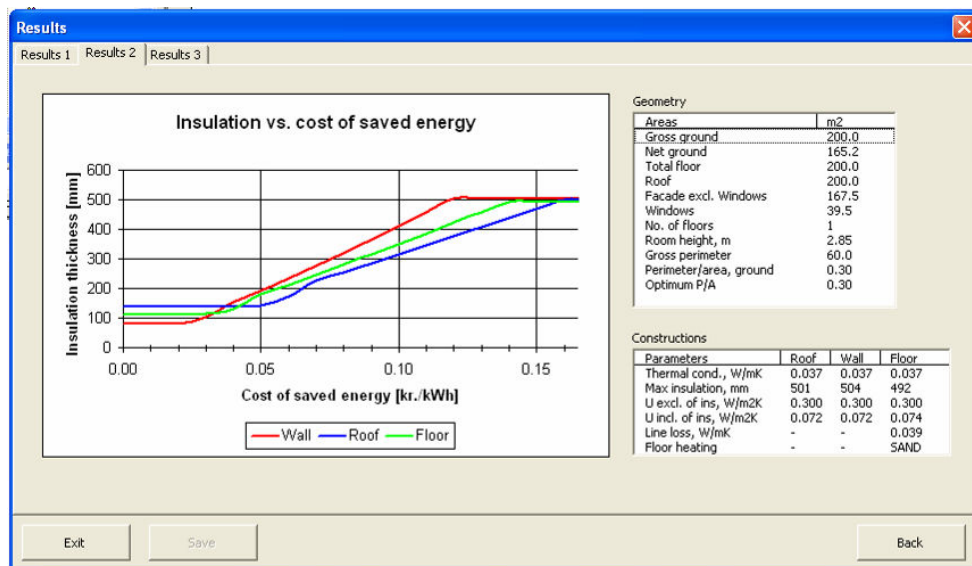 Results
Results 1 Results 2 Results 3
Insulation vs. cost of saved energy
Insulation thickness [mm]
600
500
400
300
200
100
0
0.00 0.05 0.10 0.15
Cost of saved energy [kr./kWh]
Wall Roof Floor
Geometry
Areas m2
Gross ground 200.0
Net ground 165.2
Total floor 200.0
Roof 200.0
Facade excl. Windows 167.5
Windows 39.5
No. of floors 1
Room height, m 2.85
Gross perimeter 60.0
Perimeter/area, ground 0.30
Optimum P/A 0.30
Constructions
Parameters Roof Wall Floor
Thermal cond., W/mK 0.037 0.037 0.037
Max insulation, mm 501 504 492
U excl. of ins, W/m2K 0.300 0.300 0.300
U incl. of ins, W/m2K 0.072 0.072 0.074
Line loss, W/mK - - 0.039
Floor heating - - SAND
Exit Save Back